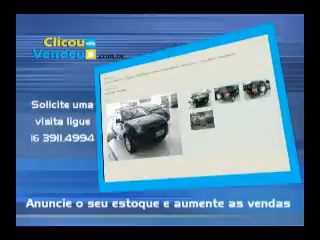 Clicou
Vendeu.com.br
Solicite uma
visita ligue
16 3911.4994
Anuncie o seu estoque e aumente as vendas